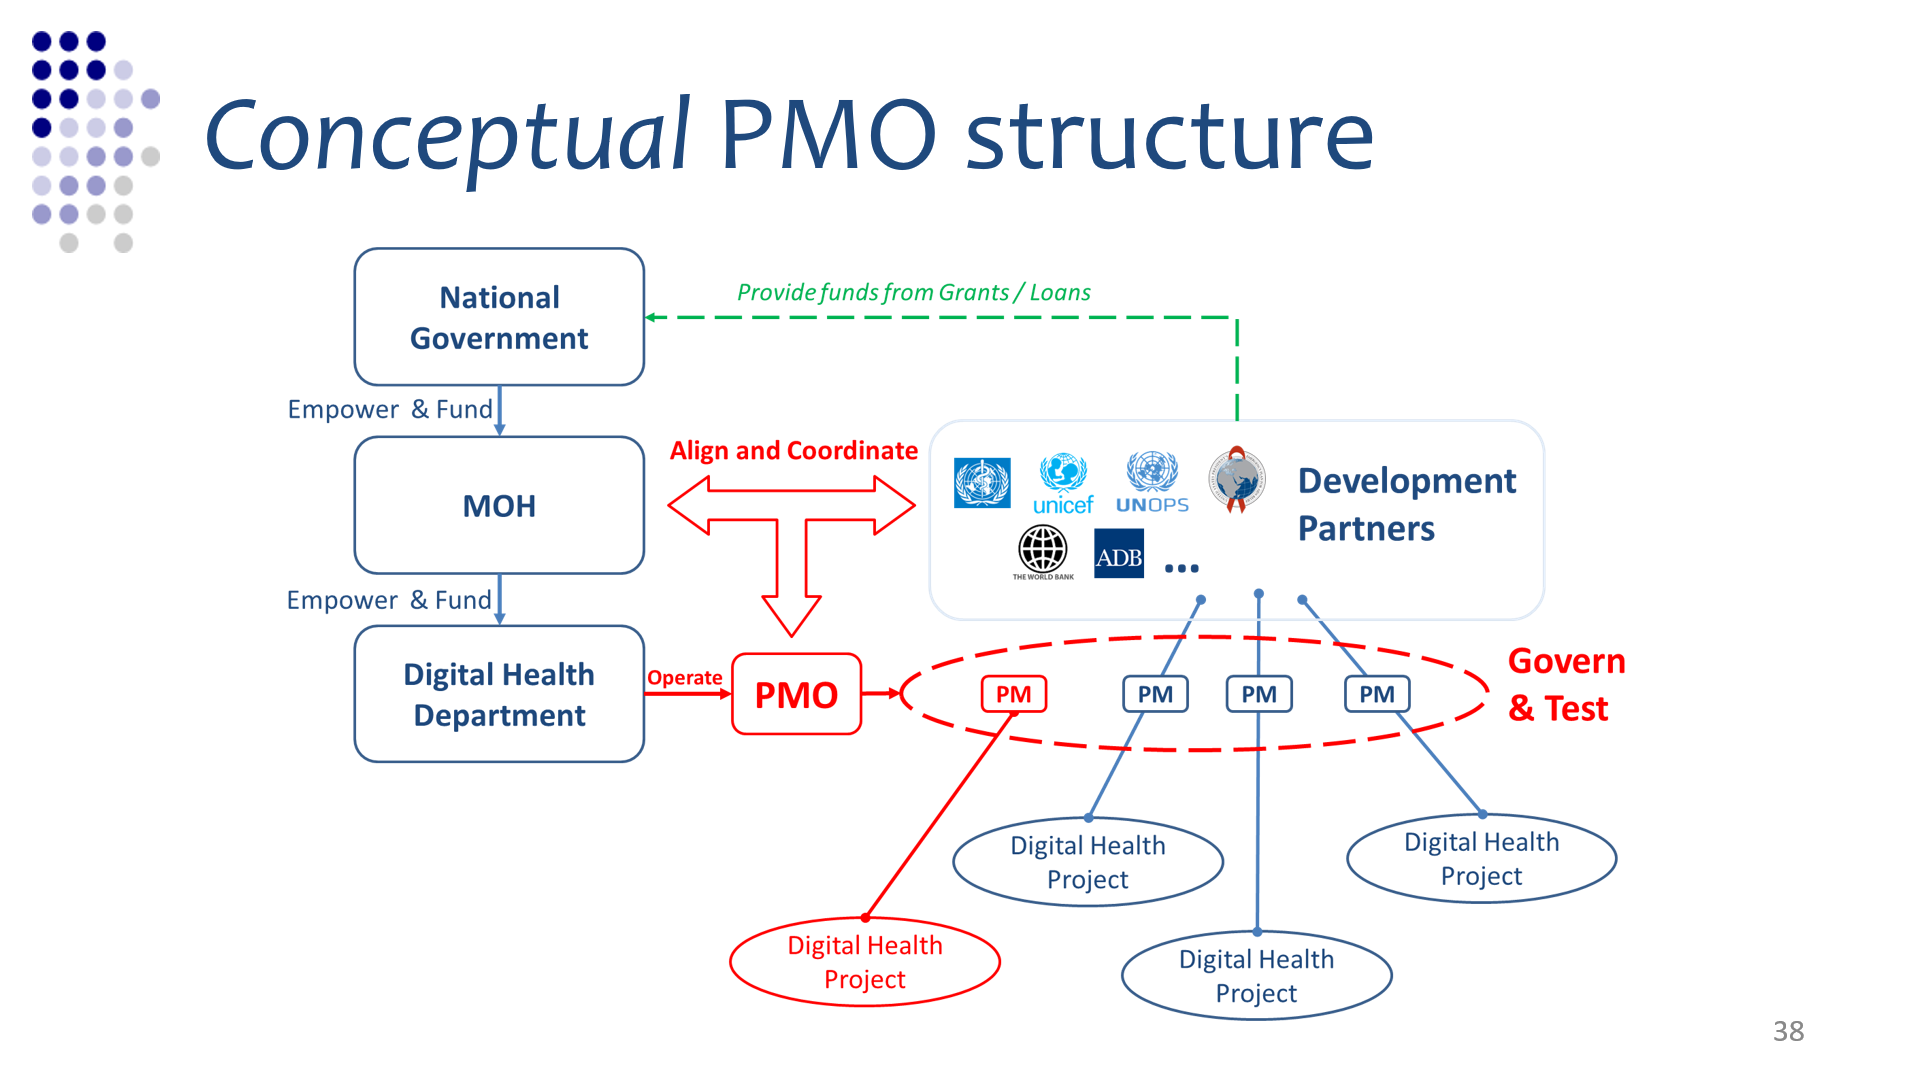 Conceptual PMO structure
National
Government
Provide funds from Grants / Loans
Empower & Fund
MOH
Align and Coordinate
unicef
UNOPS
THE WORLD BANK
ADB
...
Development
Partners
Empower & Fund
Digital Health
Department
Operate
PMO
PM
PM
PM
PM
Govern
& Test
Digital Health
Project
Digital Health
Project
Digital Health
Project
Digital Health
Project
38